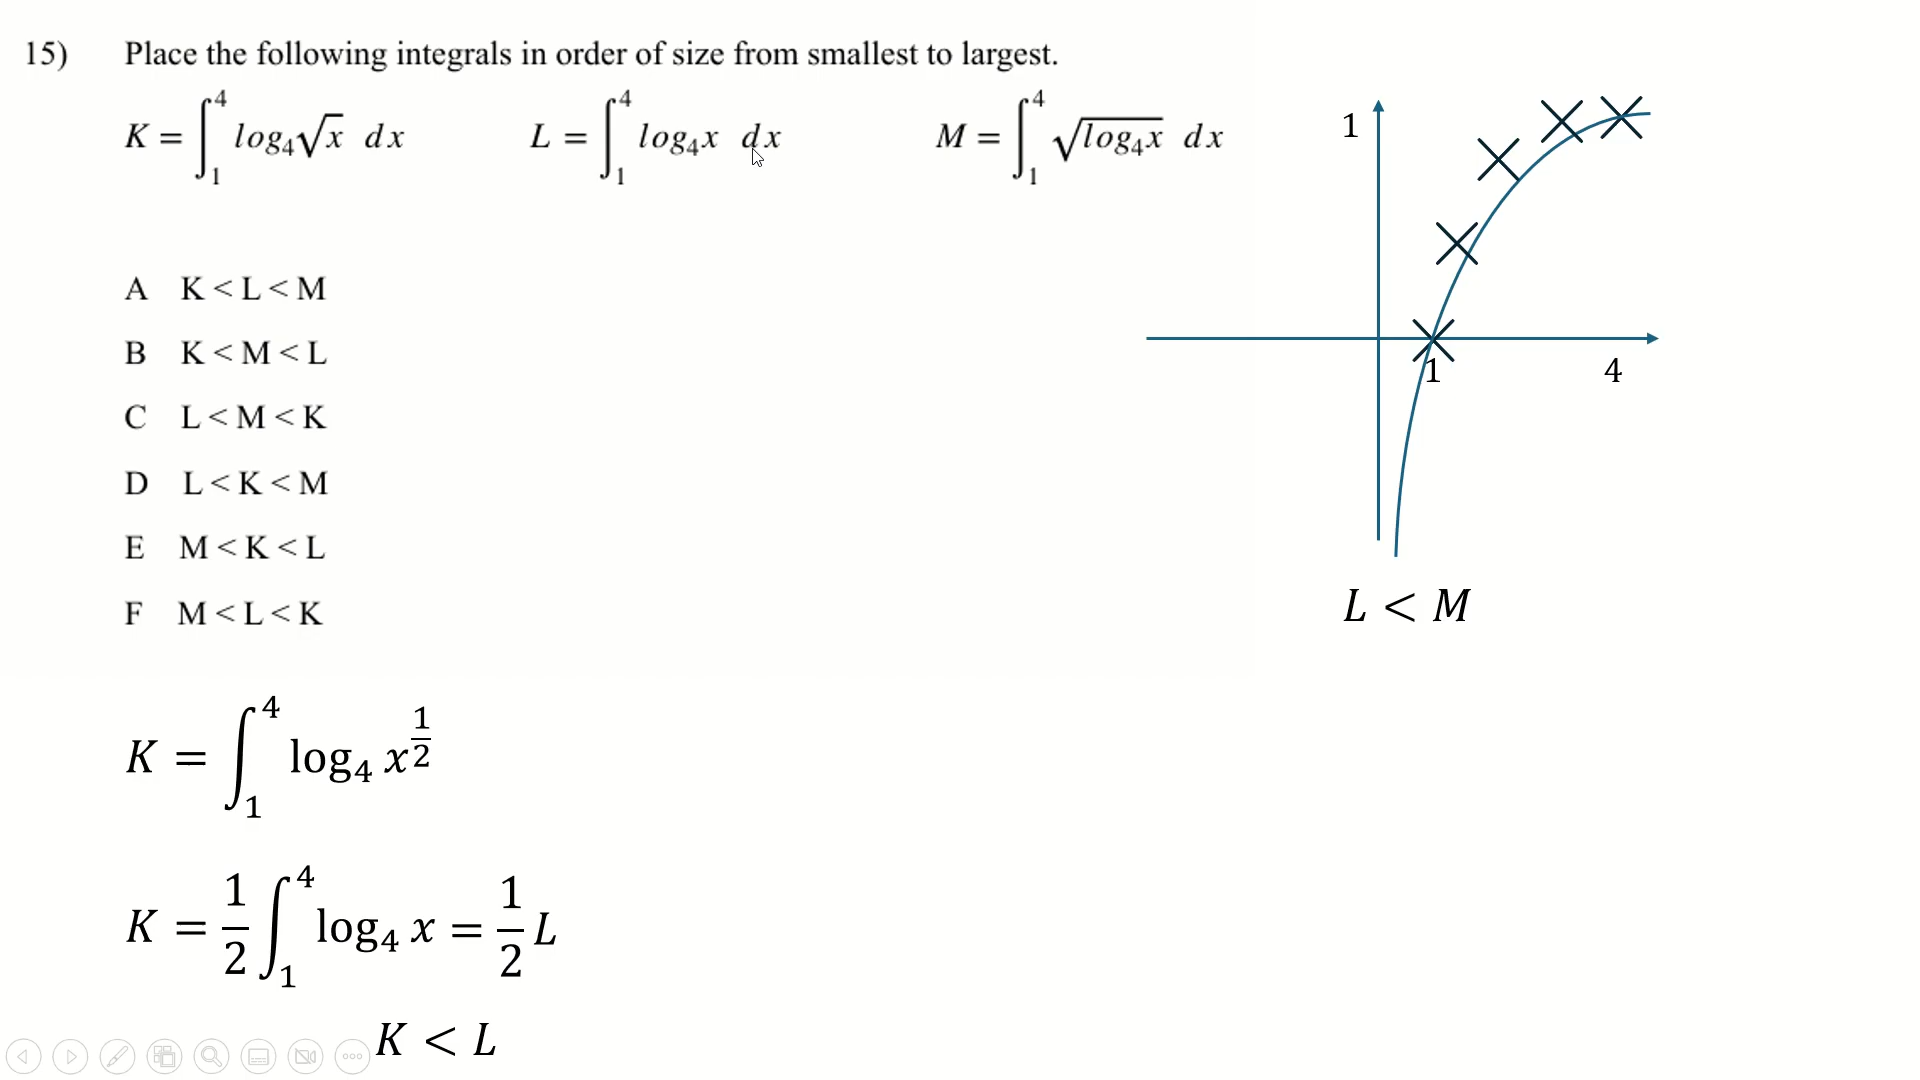 15) Place the following integrals in order of size from smallest to largest.
K = ∫₁⁴ log₄√x dx L = ∫₁⁴ log₄x dx M = ∫₁⁴ √(log₄x) dx
A K < L < M
B K < M < L
C L < M < K
D L < K < M
E M < K < L
F M < L < K
1
1 4
L < M
K = ∫₁⁴ log₄ x^(1/2)
K = 1/2 ∫₁⁴ log₄ x = 1/2 L
K < L